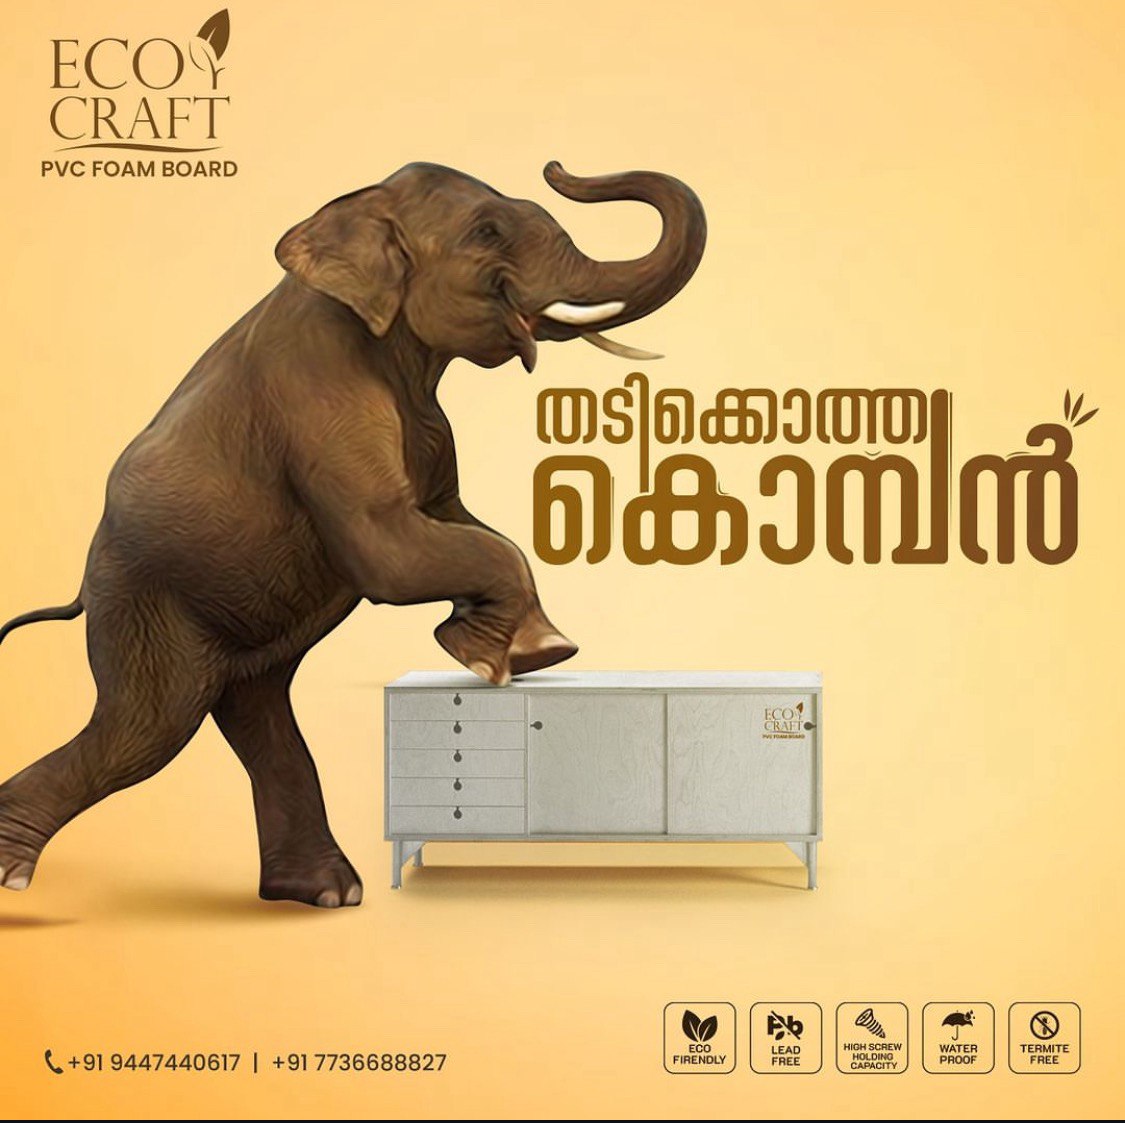 ECO
CRAFT
PVC FOAM BOARD
തടിക്കൊത്ത
കൊമ്പൻ
ECO
CRAFT
PVC FOAM BOARD
+91 9447440617 | +91 7736688827
ECO
FIRENDLY
Pb
LEAD
FREE
HIGH SCREW
HOLDING
CAPACITY
WATER
PROOF
TERMITE
FREE